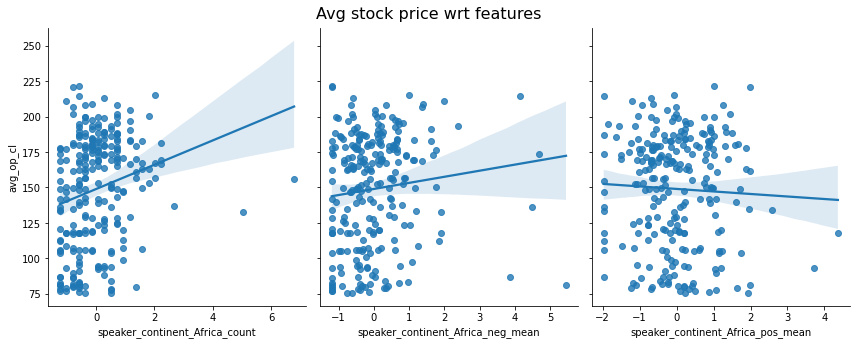 Avg stock price wrt features
avg_op_cl
250
225
200
175
150
125
100
75
0 2 4 6
speaker_continent_Africa_count
−1 0 1 2 3 4 5
speaker_continent_Africa_neg_mean
−2 −1 0 1 2 3 4
speaker_continent_Africa_pos_mean